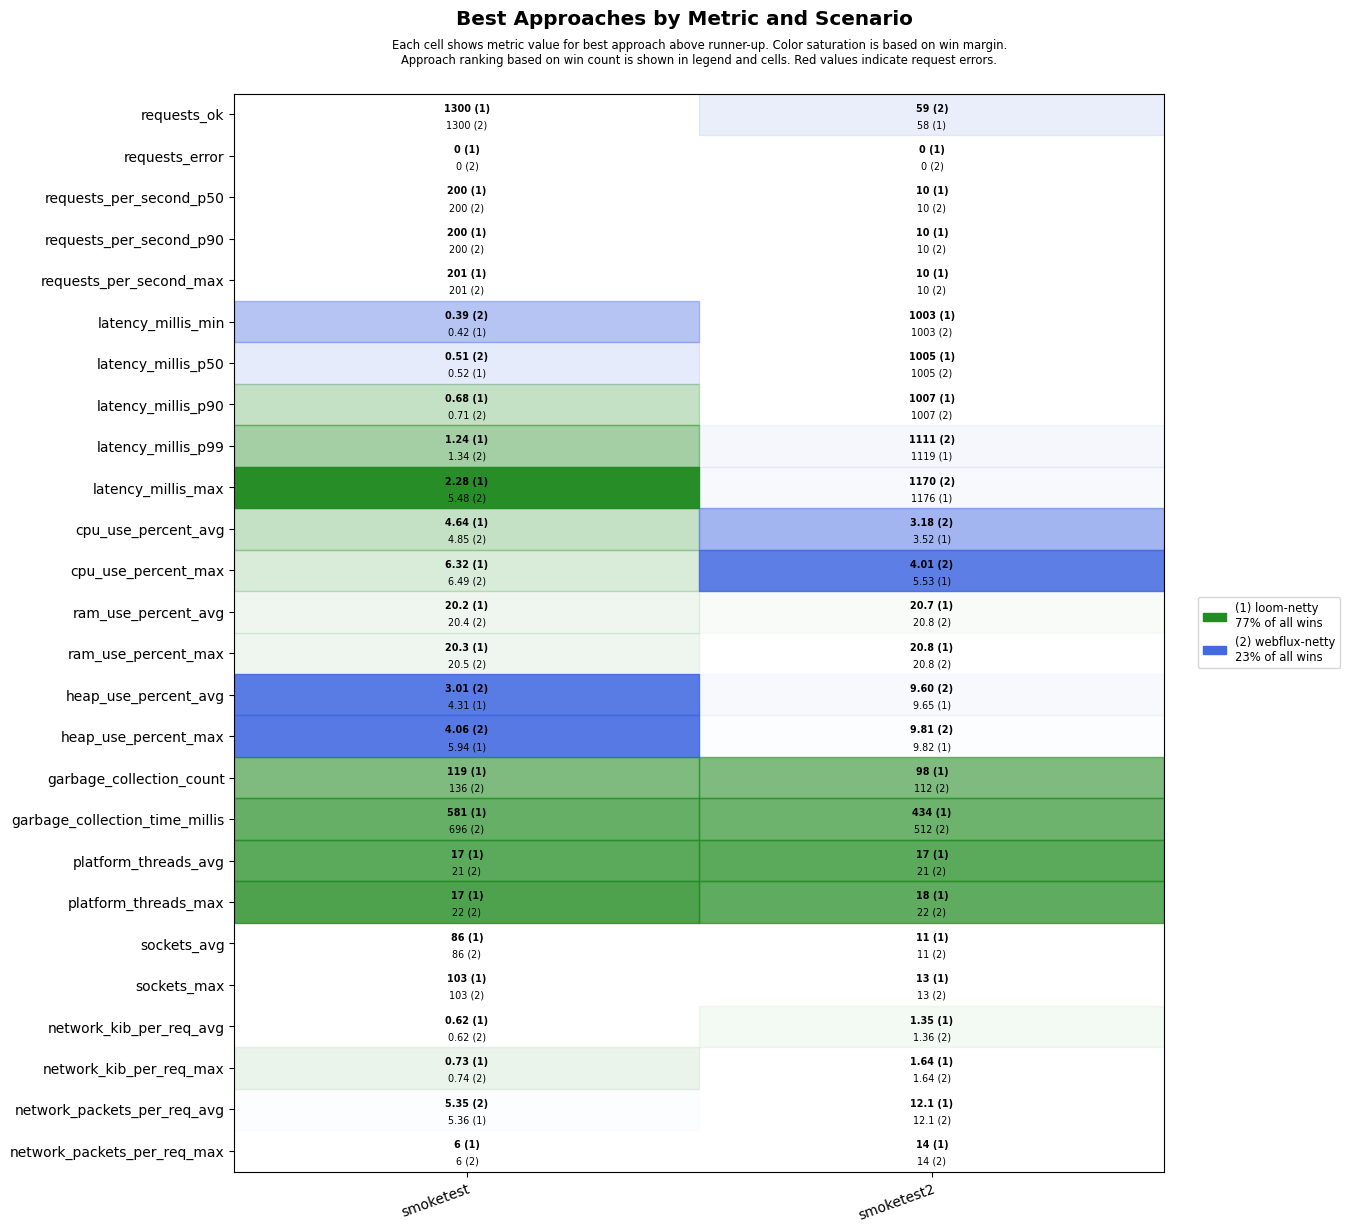 Best Approaches by Metric and Scenario
Each cell shows metric value for best approach above runner-up. Color saturation is based on win margin.
Approach ranking based on win count is shown in legend and cells. Red values indicate request errors.
requests_ok
1300 (1)
1300 (2)
59 (2)
58 (1)
requests_error
0 (1)
0 (2)
0 (1)
0 (2)
requests_per_second_p50
200 (1)
200 (2)
10 (1)
10 (2)
requests_per_second_p90
200 (1)
200 (2)
10 (1)
10 (2)
requests_per_second_max
201 (1)
201 (2)
10 (1)
10 (2)
latency_millis_min
0.39 (2)
0.42 (1)
1003 (1)
1003 (2)
latency_millis_p50
0.51 (2)
0.52 (1)
1005 (1)
1005 (2)
latency_millis_p90
0.68 (1)
0.71 (2)
1007 (1)
1007 (2)
latency_millis_p99
1.24 (1)
1.34 (2)
1111 (2)
1119 (1)
latency_millis_max
2.28 (1)
5.48 (2)
1170 (2)
1176 (1)
cpu_use_percent_avg
4.64 (1)
4.85 (2)
3.18 (2)
3.52 (1)
cpu_use_percent_max
6.32 (1)
6.49 (2)
4.01 (2)
5.53 (1)
ram_use_percent_avg
20.2 (1)
20.4 (2)
20.7 (1)
20.8 (2)
ram_use_percent_max
20.3 (1)
20.5 (2)
20.8 (1)
20.8 (2)
heap_use_percent_avg
3.01 (2)
4.31 (1)
9.60 (2)
9.65 (1)
heap_use_percent_max
4.06 (2)
5.94 (1)
9.81 (2)
9.82 (1)
garbage_collection_count
119 (1)
136 (2)
98 (1)
112 (2)
garbage_collection_time_millis
581 (1)
696 (2)
434 (1)
512 (2)
platform_threads_avg
17 (1)
21 (2)
17 (1)
21 (2)
platform_threads_max
17 (1)
22 (2)
18 (1)
22 (2)
sockets_avg
86 (1)
86 (2)
11 (1)
11 (2)
sockets_max
103 (1)
103 (2)
13 (1)
13 (2)
network_kib_per_req_avg
0.62 (1)
0.62 (2)
1.35 (1)
1.36 (2)
network_kib_per_req_max
0.73 (1)
0.74 (2)
1.64 (1)
1.64 (2)
network_packets_per_req_avg
5.35 (2)
5.36 (1)
12.1 (1)
12.1 (2)
network_packets_per_req_max
6 (1)
6 (2)
14 (1)
14 (2)
smoketest
smoketest2
(1) loom-netty
77% of all wins
(2) webflux-netty
23% of all wins